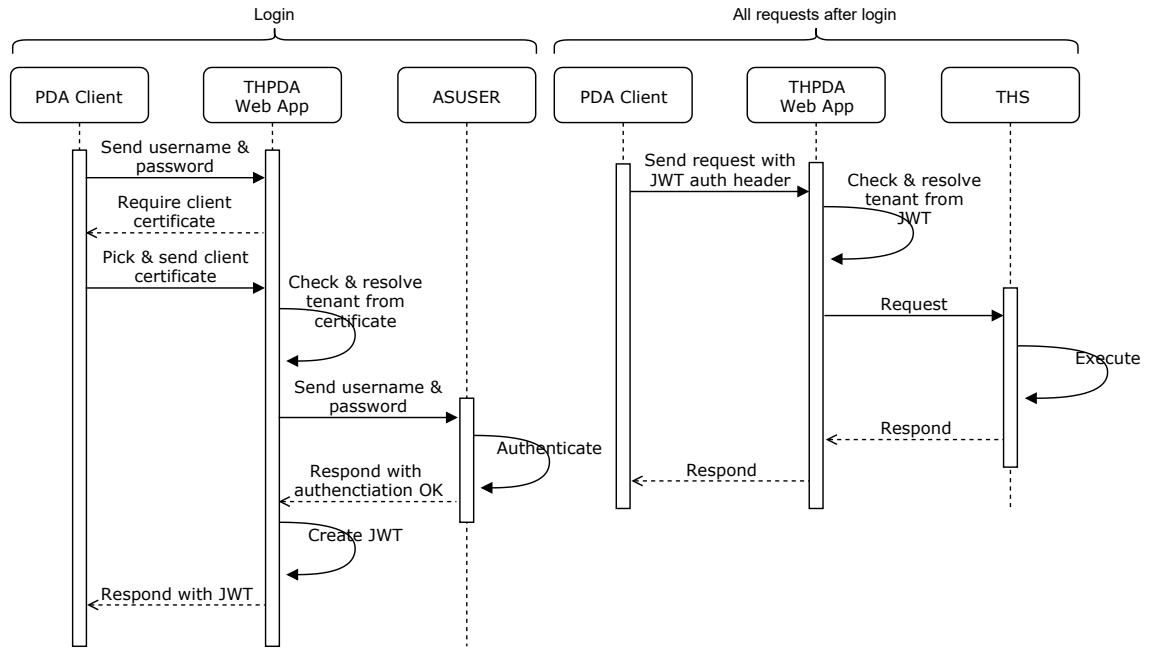 Login
All requests after login
PDA Client
THPDA
Web App
ASUSER
PDA Client
THPDA
Web App
THS
Send username &
password
Require client
certificate
Pick & send client
certificate
Check & resolve
tenant from
certificate
Send username &
password
Authenticate
Respond with
authenctiation OK
Create JWT
Respond with JWT
Send request with
JWT auth header
Check & resolve
tenant from
JWT
Request
Execute
Respond
Respond